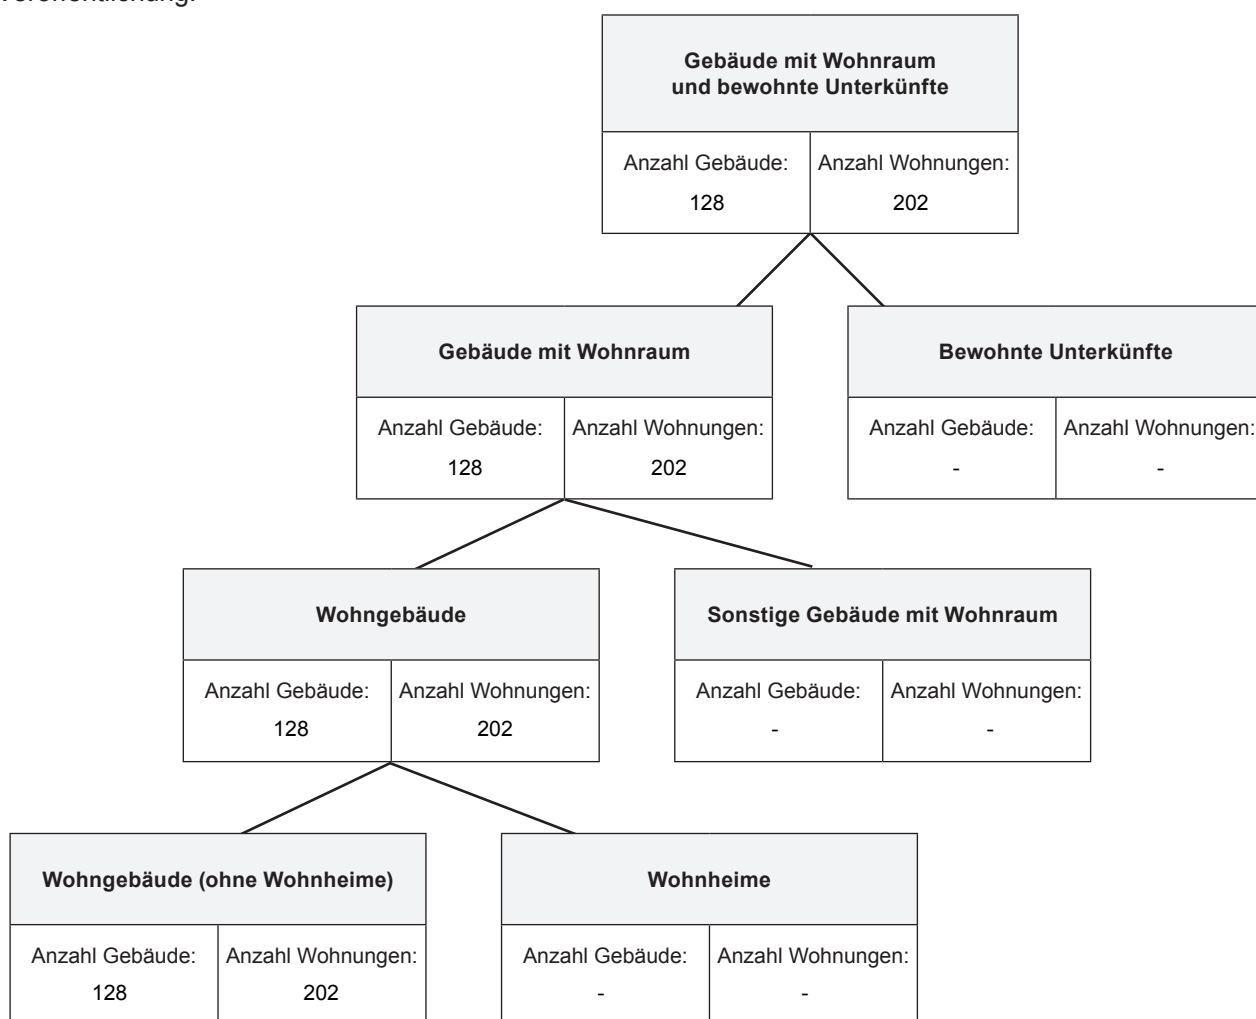 Veröffentlichung.
Gebäude mit Wohnraum
und bewohnte Unterkünfte
Anzahl Gebäude: Anzahl Wohnungen:
128 202
Gebäude mit Wohnraum Bewohnte Unterkünfte
Anzahl Gebäude: Anzahl Wohnungen: Anzahl Gebäude: Anzahl Wohnungen:
128 202 - -
Wohngebäude Sonstige Gebäude mit Wohnraum
Anzahl Gebäude: Anzahl Wohnungen: Anzahl Gebäude: Anzahl Wohnungen:
128 202 - -
Wohngebäude (ohne Wohnheime) Wohnheime
Anzahl Gebäude: Anzahl Wohnungen: Anzahl Gebäude: Anzahl Wohnungen:
128 202 - -